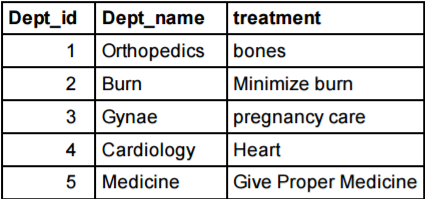 Dept_id Dept_name treatment
1 Orthopedics bones
2 Burn Minimize burn
3 Gynae pregnancy care
4 Cardiology Heart
5 Medicine Give Proper Medicine